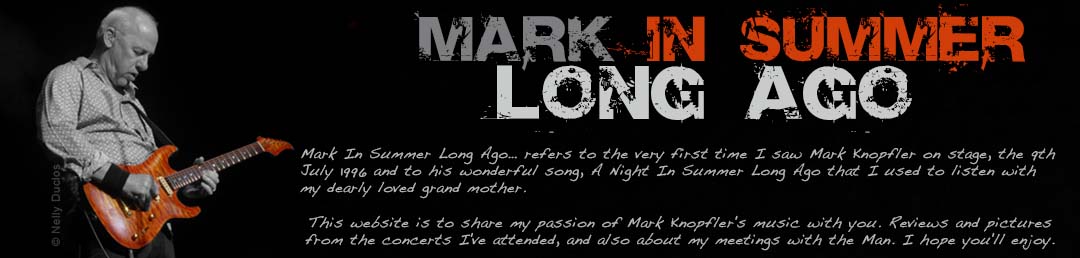 MARK IN SUMMER
LONG AGO
Mark In Summer Long Ago... refers to the very first time I saw Mark Knopfler on stage, the 9th
July 1996 and to his wonderful song, A Night In Summer Long Ago that I used to listen with
my dearly loved grand mother.
This website is to share my passion of Mark Knopfler's music with you. Reviews and pictures
from the concerts I've attended, and also about my meetings with the Man. I hope you'll enjoy.
© Nelly Duclos